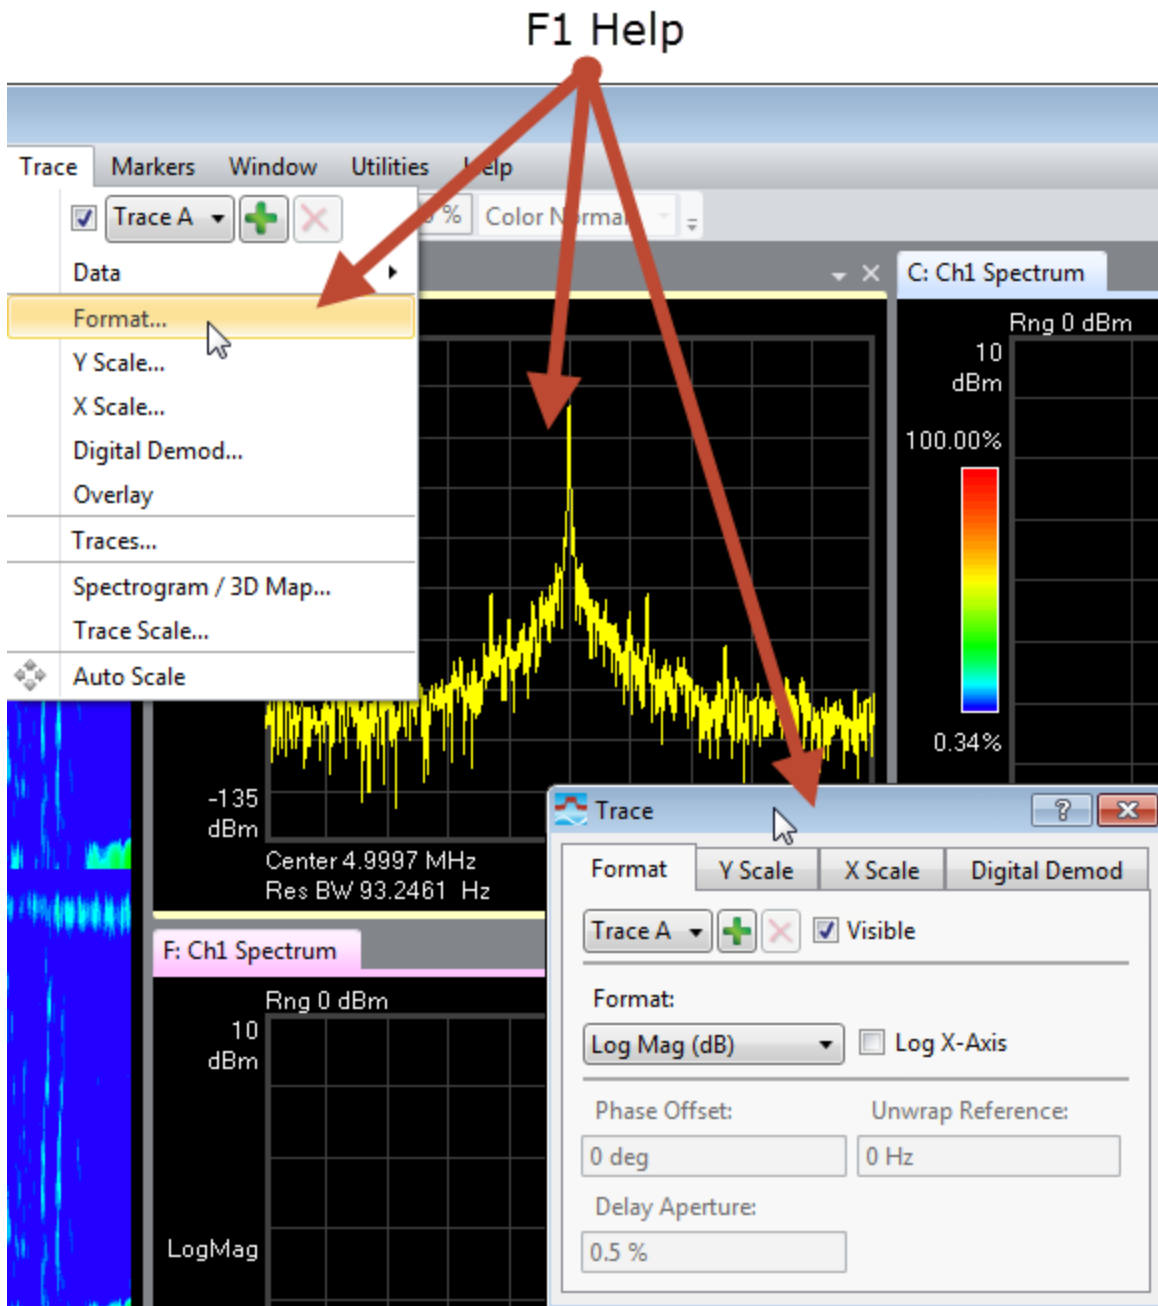 F1 Help
Trace Markers Window Utilities Help
Trace A
% Color Normal
Data
C: Ch1 Spectrum
Format...
Rng 0 dBm
10
dBm
Y Scale...
X Scale...
100.00%
Digital Demod...
Overlay
Traces...
Spectrogram / 3D Map...
Trace Scale...
Auto Scale
0.34%
-135
dBm
Center 4.9997 MHz
Res BW 93.2461 Hz
Trace
?
Format Y Scale X Scale Digital Demod
Trace A Visible
F: Ch1 Spectrum
Rng 0 dBm
10
dBm
Format:
Log Mag (dB) Log X-Axis
Phase Offset: Unwrap Reference:
0 deg 0 Hz
Delay Aperture:
0.5 %
LogMag